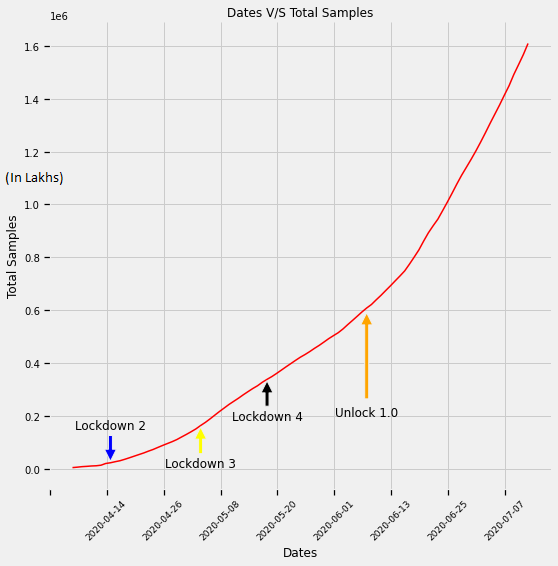 Dates V/S Total Samples
1e6
1.6
1.4
1.2
(In Lakhs)
1.0
Total Samples
0.8
0.6
0.4
0.2
0.0
Lockdown 2
Lockdown 3
Lockdown 4
Unlock 1.0
2020-04-14
2020-04-26
2020-05-08
2020-05-20
2020-06-01
2020-06-13
2020-06-25
2020-07-07
Dates